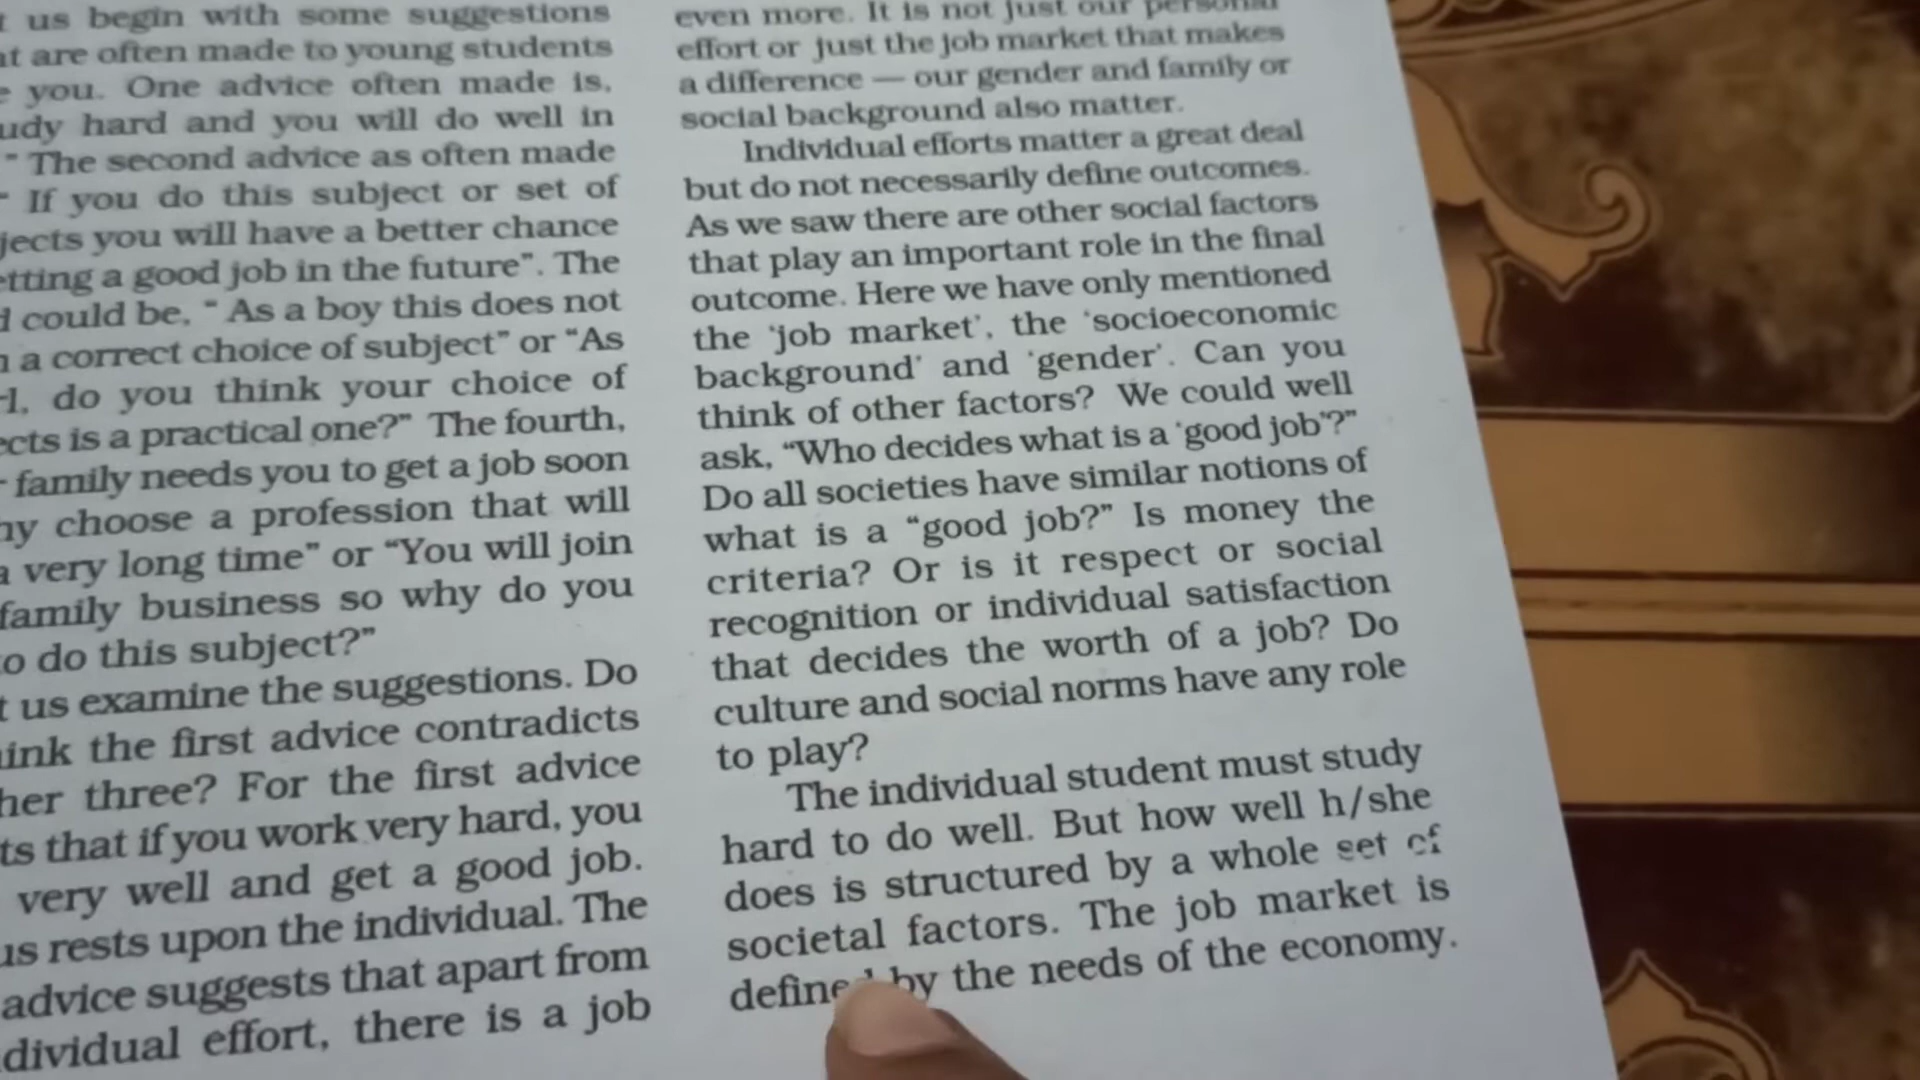 us begin with some suggestions
are often made to young students
you. One advice often made is,
hard and you will do well in
" The second advice as often made
If you do this subject or set of
you will have a better chance
a good job in the future". The
could be, " As a boy this does not
a correct choice of subject" or "As
do you think your choice of
is a practical one?" The fourth,
family needs you to get a job soon
choose a profession that will
very long time" or "You will join
family business so why do you
do this subject?"
us examine the suggestions. Do
the first advice contradicts
three? For the first advice
that if you work very hard, you
very well and get a good job.
rests upon the individual. The
advice suggests that apart from
effort, there is a job
even more. It is not just our personal
effort or just the job market that makes
a difference — our gender and family or
social background also matter.
Individual efforts matter a great deal
but do not necessarily define outcomes.
As we saw there are other social factors
that play an important role in the final
outcome. Here we have only mentioned
the 'job market', the 'socioeconomic
background' and 'gender'. Can you
think of other factors? We could well
ask, "Who decides what is a 'good job'?"
Do all societies have similar notions of
what is a "good job?" Is money the
criteria? Or is it respect or social
recognition or individual satisfaction
that decides the worth of a job? Do
culture and social norms have any role
to play?
The individual student must study
hard to do well. But how well h/she
does is structured by a whole set of
societal factors. The job market is
defined by the needs of the economy.